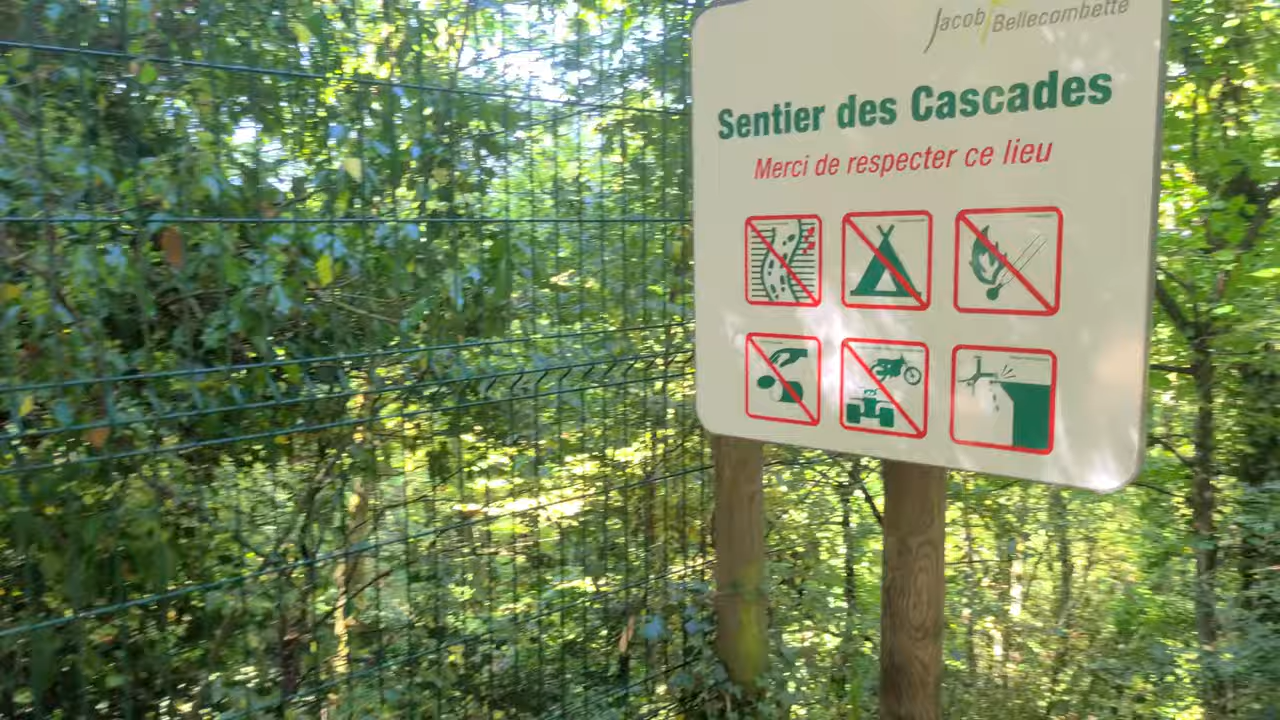 Jacob Bellecombette
Sentier des Cascades
Merci de respecter ce lieu